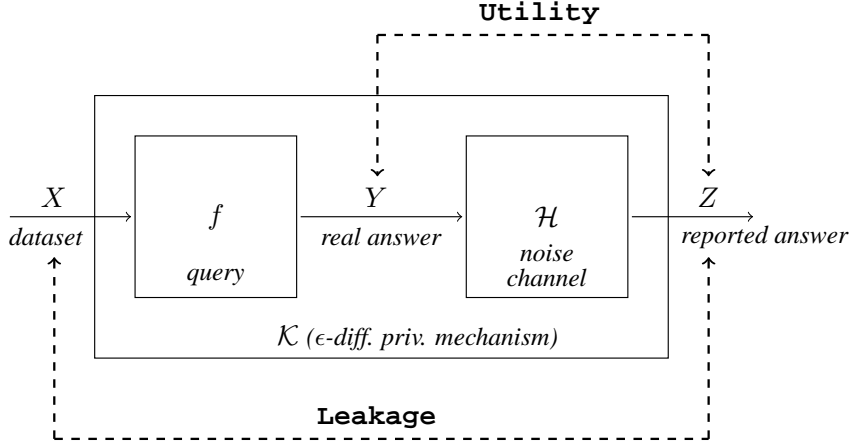 Utility
X
Y
Z
f
ℋ
dataset
real answer
reported answer
query
noise
channel
𝒦 (ϵ-diff. priv. mechanism)
Leakage